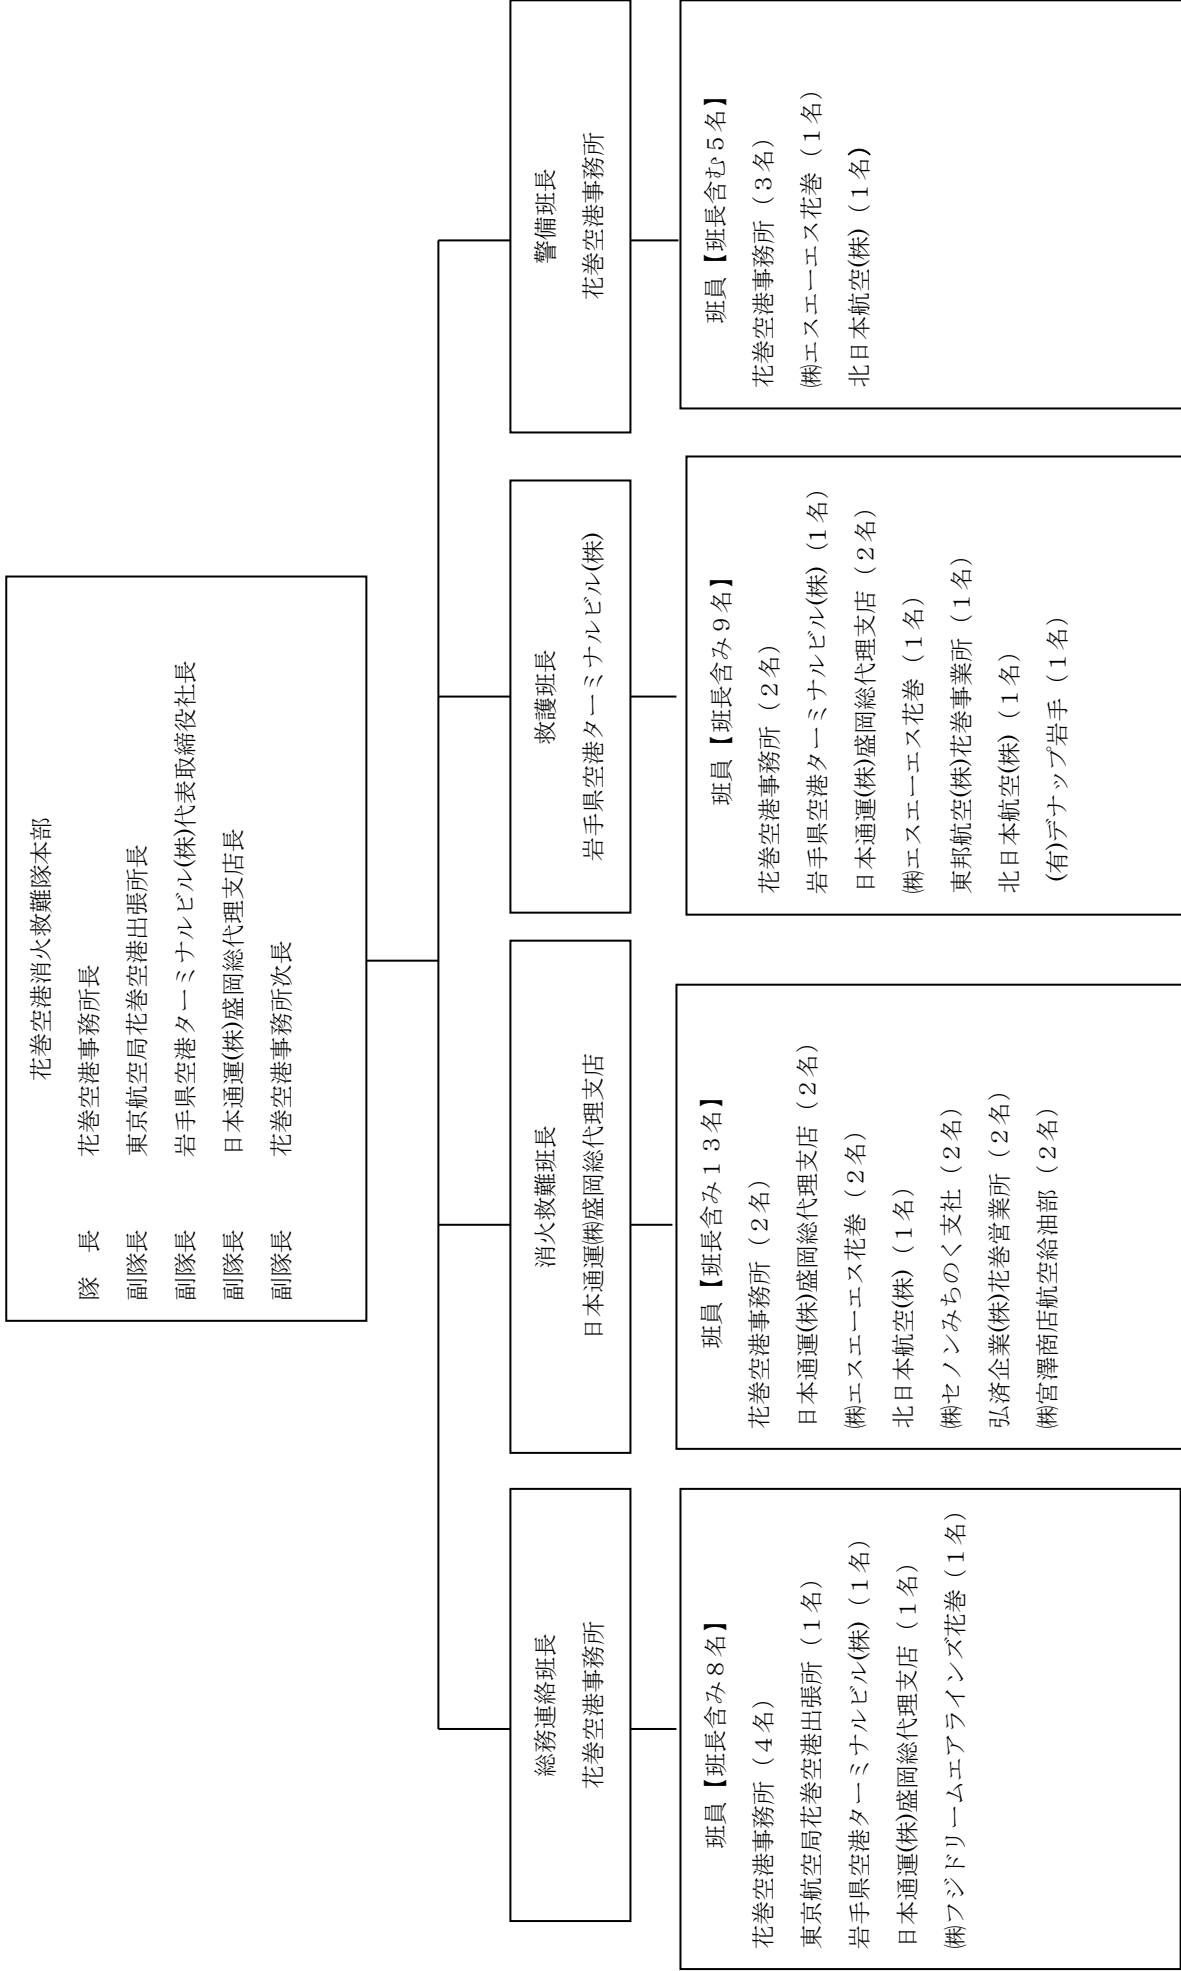 花巻空港消火救難隊本部
隊　長　　花巻空港事務所長
副隊長　　東京航空局花巻空港出張所長
副隊長　　岩手県空港ターミナルビル(株)代表取締役社長
副隊長　　日本通運(株)盛岡総代理支店長
副隊長　　花巻空港事務所次長
総務連絡班長
花巻空港事務所
消火救難班長
日本通運㈱盛岡総代理支店
救護班長
岩手県空港ターミナルビル(株)
警備班長
花巻空港事務所
班員【班長含み８名】
花巻空港事務所（４名）
東京航空局花巻空港出張所（１名）
岩手県空港ターミナルビル(株)（１名）
日本通運(株)盛岡総代理支店（１名）
㈱フジドリームエアラインズ花巻（１名）
班員【班長含み１３名】
花巻空港事務所（２名）
日本通運(株)盛岡総代理支店（２名）
㈱エスエーエス花巻（２名）
北日本航空(株)（１名）
㈱セノンみちのく支社（２名）
弘済企業(株)花巻営業所（２名）
㈱宮澤商店航空給油部（２名）
班員【班長含み９名】
花巻空港事務所（２名）
岩手県空港ターミナルビル(株)（１名）
日本通運(株)盛岡総代理支店（２名）
㈱エスエーエス花巻（１名）
東邦航空(株)花巻事業所（１名）
北日本航空(株)（１名）
(有)デナップ岩手（１名）
班員【班長含む５名】
花巻空港事務所（３名）
㈱エスエーエス花巻（１名）
北日本航空(株)（１名）